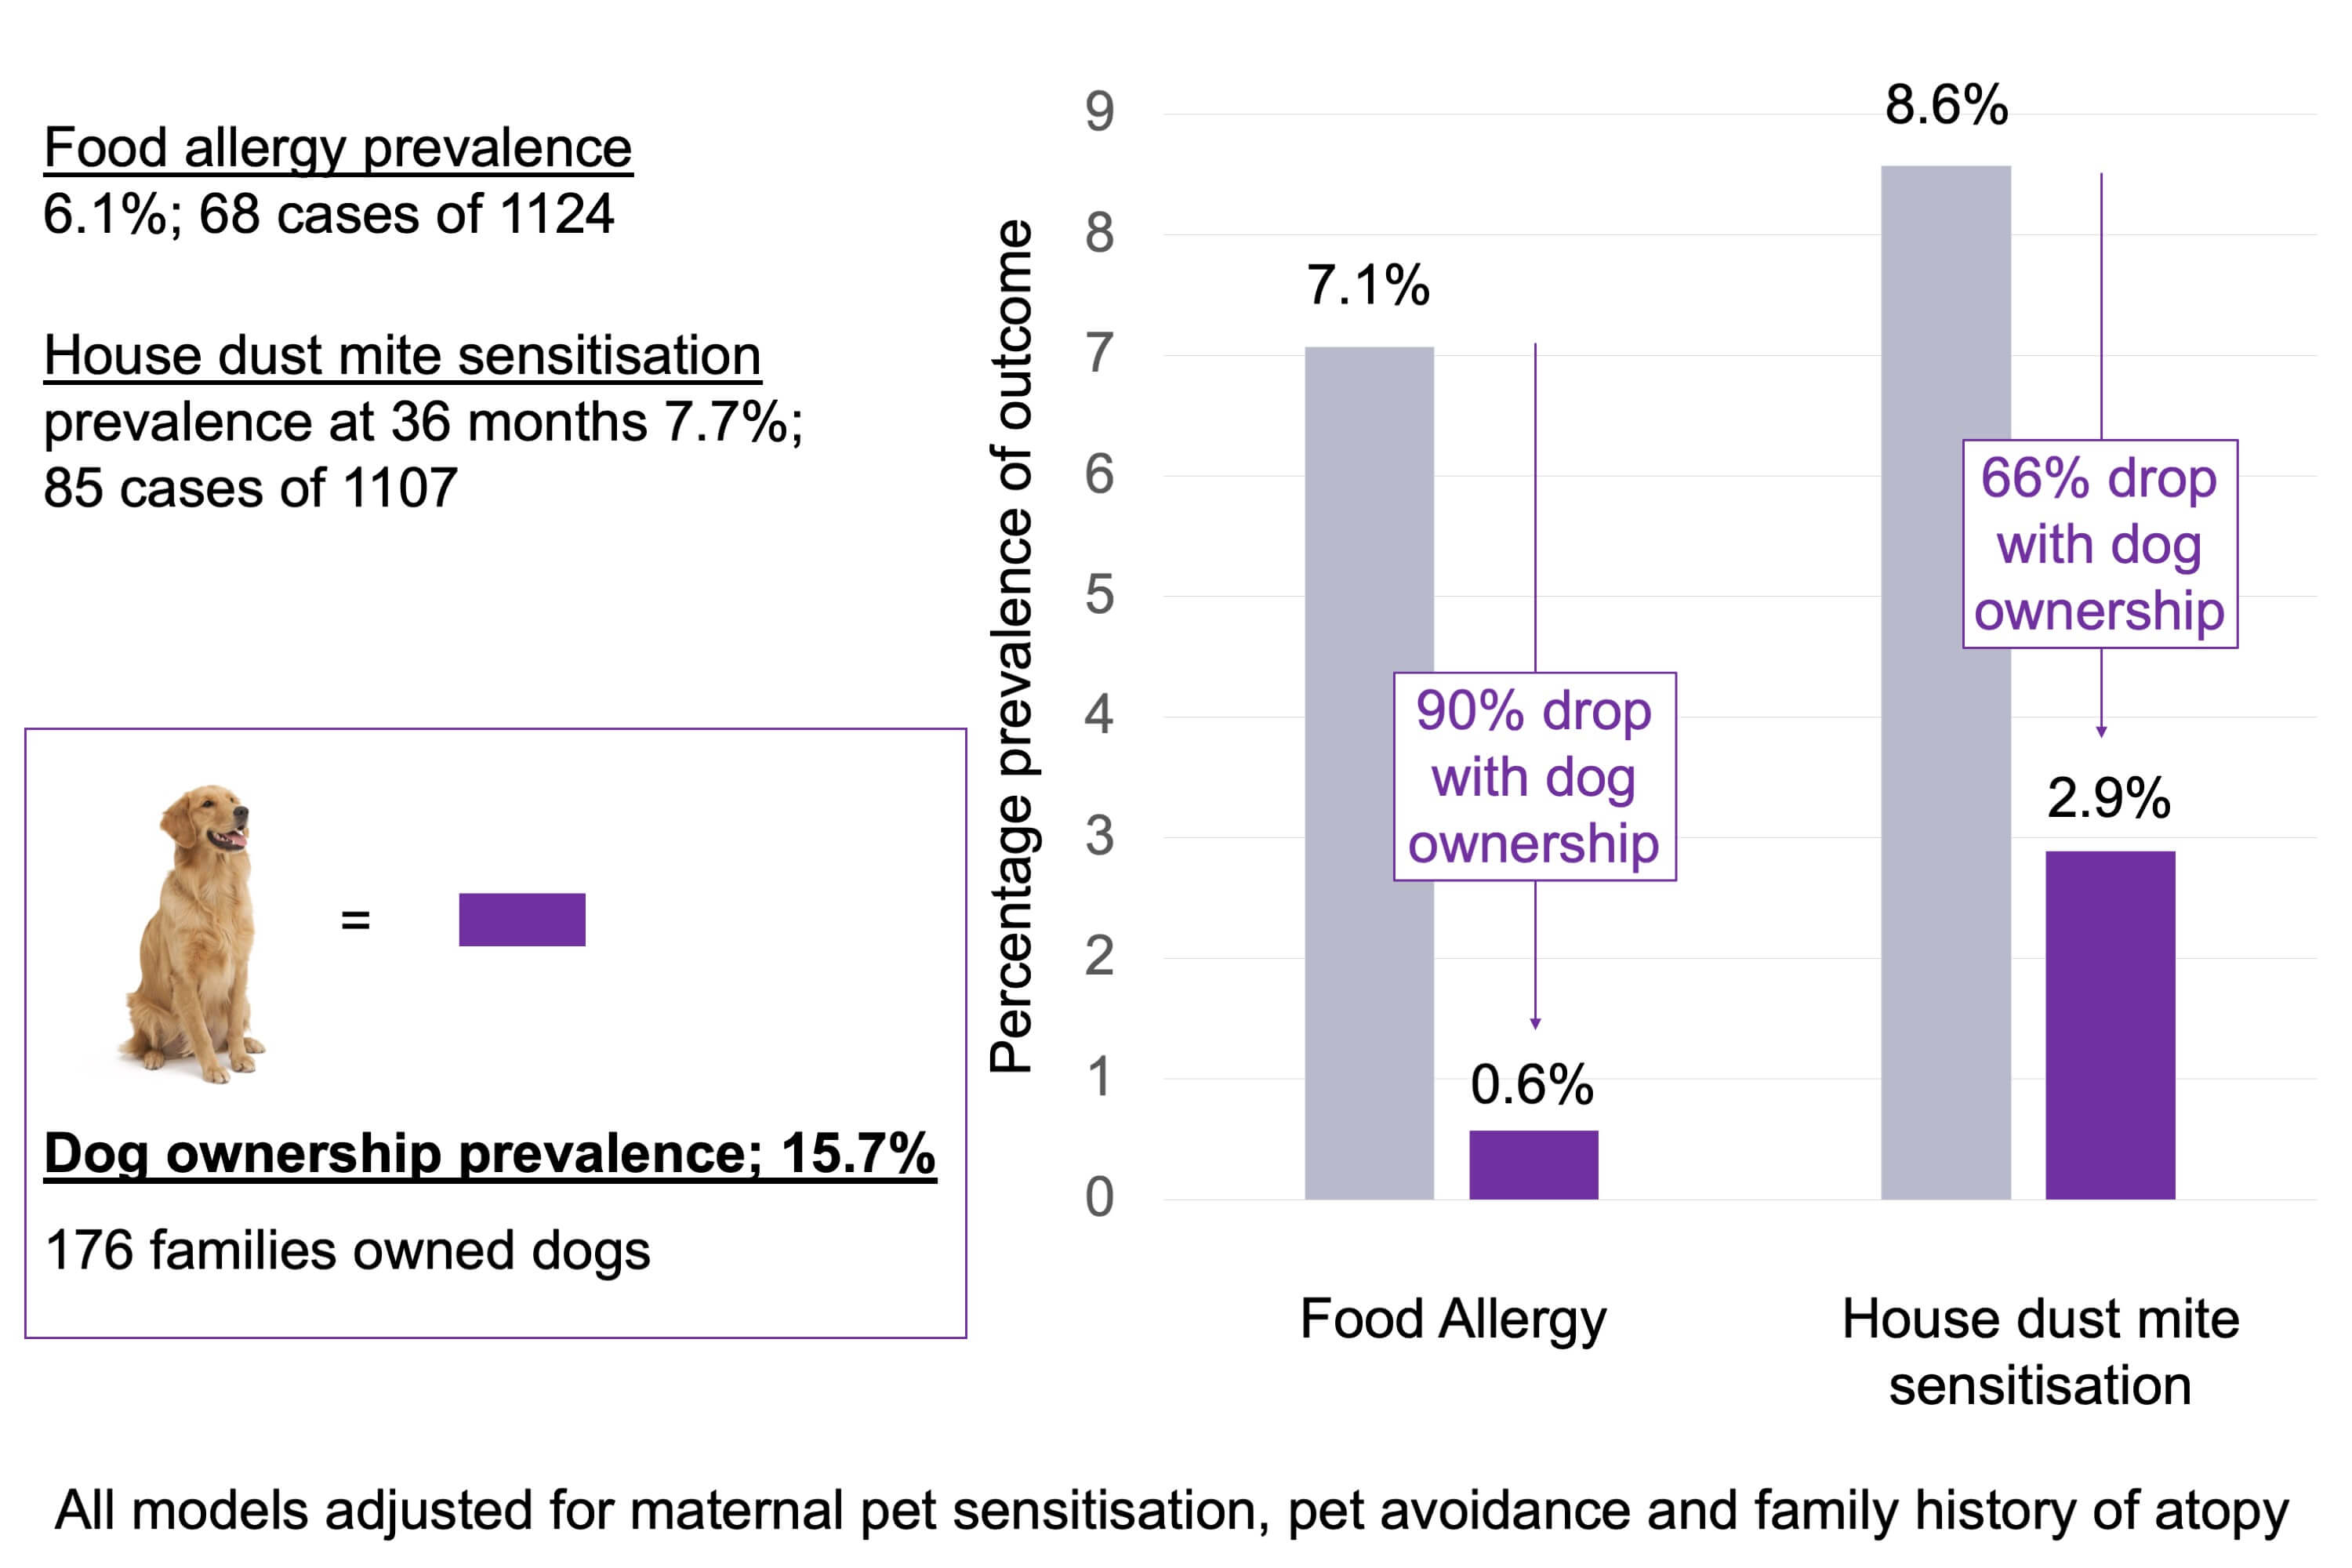 Food allergy prevalence
6.1%; 68 cases of 1124
House dust mite sensitisation
prevalence at 36 months 7.7%;
85 cases of 1107
=
Dog ownership prevalence; 15.7%
176 families owned dogs
Percentage prevalence of outcome
9
8
7
6
5
4
3
2
1
0
7.1%
90% drop
with dog
ownership
0.6%
8.6%
66% drop
with dog
ownership
2.9%
Food Allergy
House dust mite
sensitisation
All models adjusted for maternal pet sensitisation, pet avoidance and family history of atopy